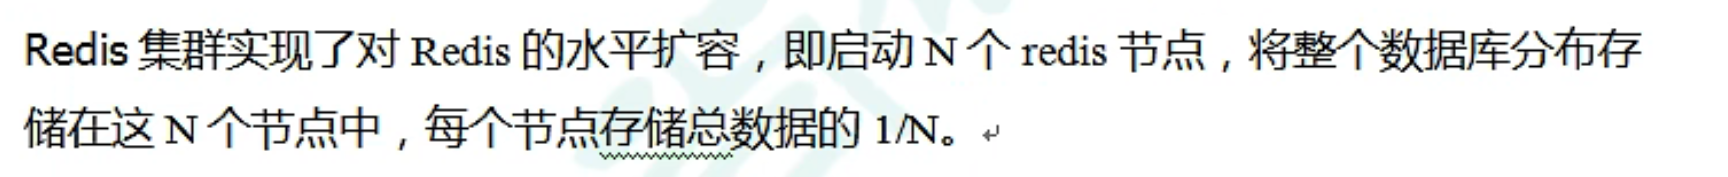 Redis 集群实现了对 Redis 的水平扩容，即启动 N 个 redis 节点，将整个数据库分布存
储在这 N 个节点中，每个节点存储总数据的 1/N。